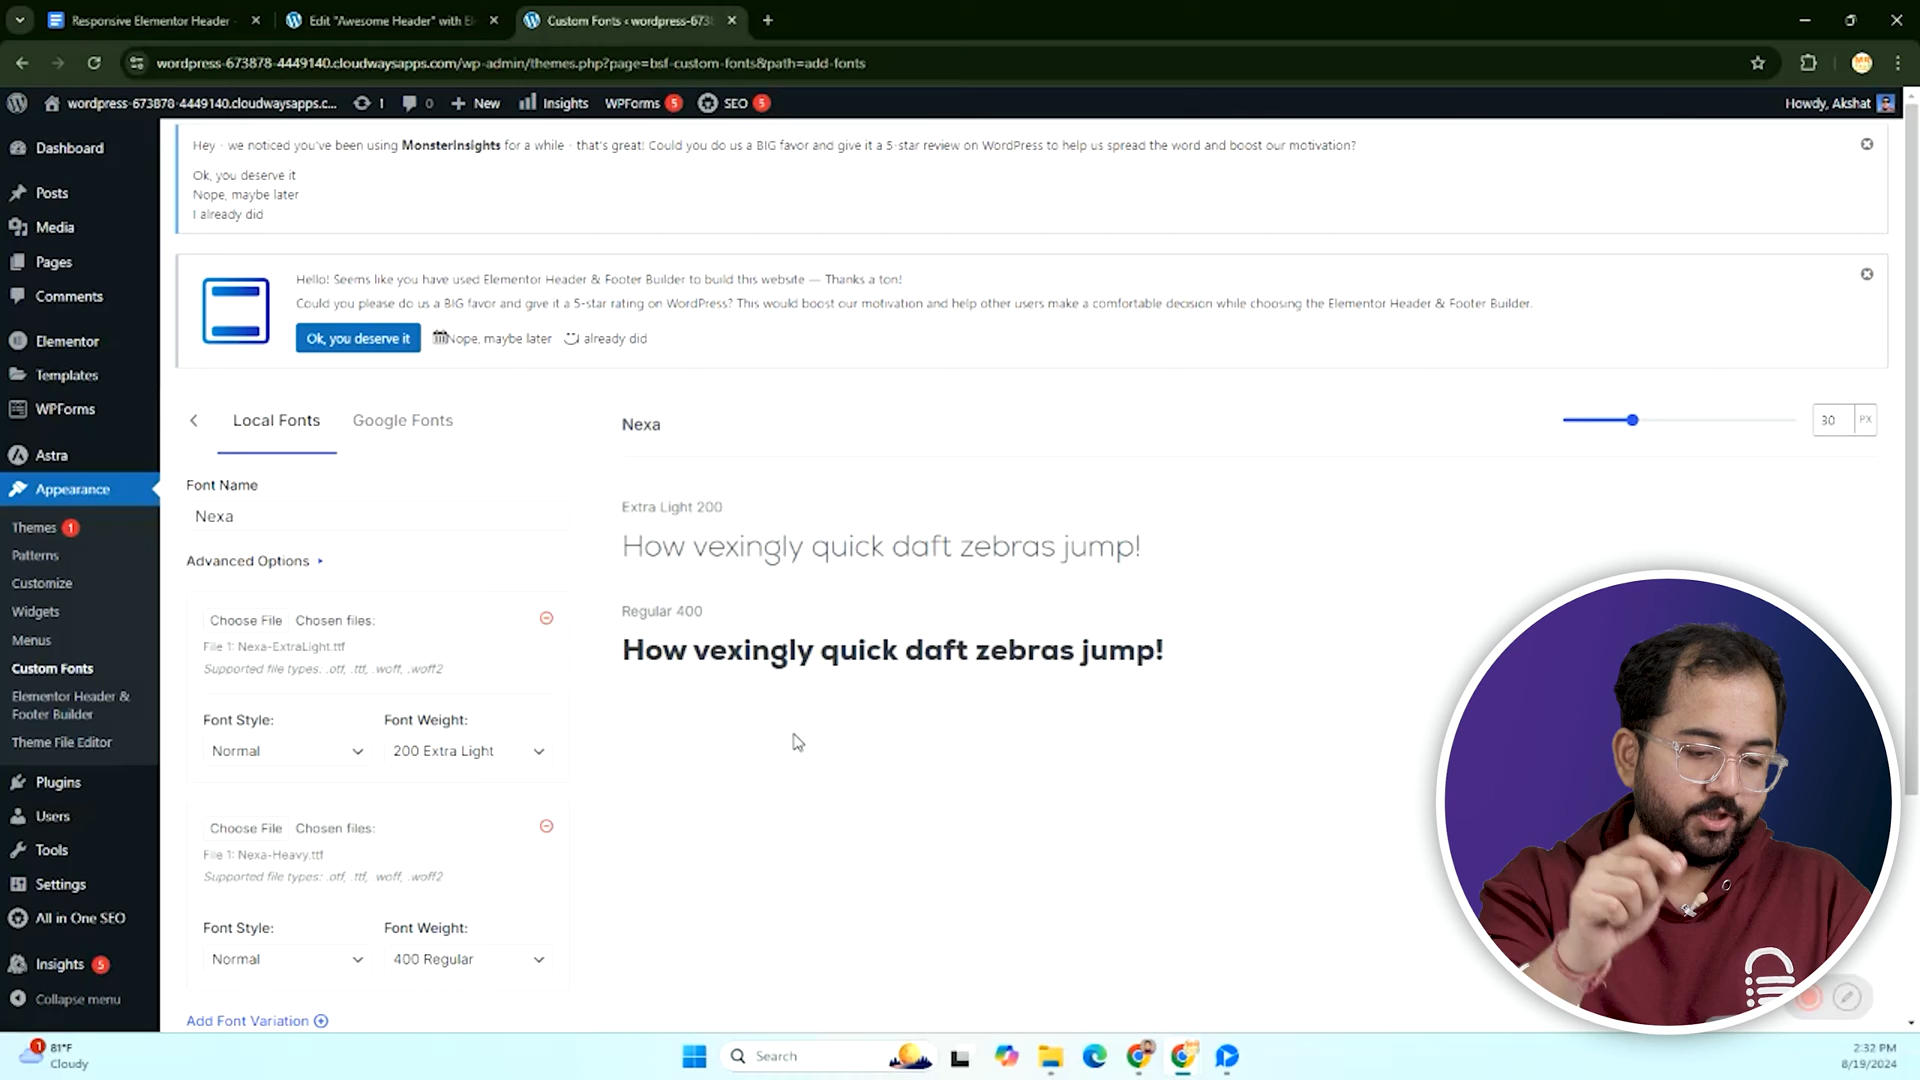 Responsive Elementor Header
Edit "Awesome Header" with El
Custom Fonts ‹ wordpress-673
wordpress-673878-4449140.cloudwaysapps.com/wp-admin/themes.php?page=bsf-custom-fonts&path=add-fonts
wordpress-673878-4449140.cloudwaysapps.c... 1 0 New Insights WPForms 5 SEO 5 Howdy, Akshat
Dashboard
Posts
Media
Pages
Comments
Elementor
Templates
WPForms
Astra
Appearance
Themes 1
Patterns
Customize
Widgets
Menus
Custom Fonts
Elementor Header &
Footer Builder
Theme File Editor
Plugins
Users
Tools
Settings
All in One SEO
Insights 5
Collapse menu
Hey - we noticed you've been using MonsterInsights for a while - that's great! Could you do us a BIG favor and give it a 5-star review on WordPress to help us spread the word and boost our motivation?
Ok, you deserve it
Nope, maybe later
I already did
Hello! Seems like you have used Elementor Header & Footer Builder to build this website — Thanks a ton!
Could you please do us a BIG favor and give it a 5-star rating on WordPress? This would boost our motivation and help other users make a comfortable decision while choosing the Elementor Header & Footer Builder.
Ok, you deserve it Nope, maybe later already did
Local Fonts Google Fonts
Font Name
Nexa
Advanced Options
Choose File Chosen files:
File 1: Nexa-ExtraLight.ttf
Supported file types: .otf, .ttf, .woff, .woff2
Font Style: Font Weight:
Normal 200 Extra Light
Choose File Chosen files:
File 1: Nexa-Heavy.ttf
Supported file types: .otf, .ttf, .woff, .woff2
Font Style: Font Weight:
Normal 400 Regular
Add Font Variation
Nexa
30 PX
Extra Light 200
How vexingly quick daft zebras jump!
Regular 400
How vexingly quick daft zebras jump!
1
81°F
Cloudy
Search
2:32 PM
8/19/2024